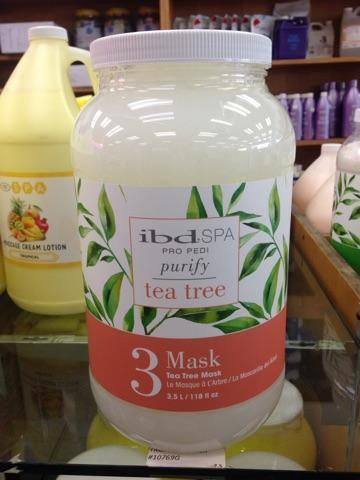 ibd.SPA
PRO PEDI
purify
tea tree
3 Mask
Tea Tree Mask
Le Masque à L'Arbre / La Mascarilla del Árbol
3.5 L / 118 fl oz
SPA
MASSAGE CREAM LOTION
TROPICAL
#10769G